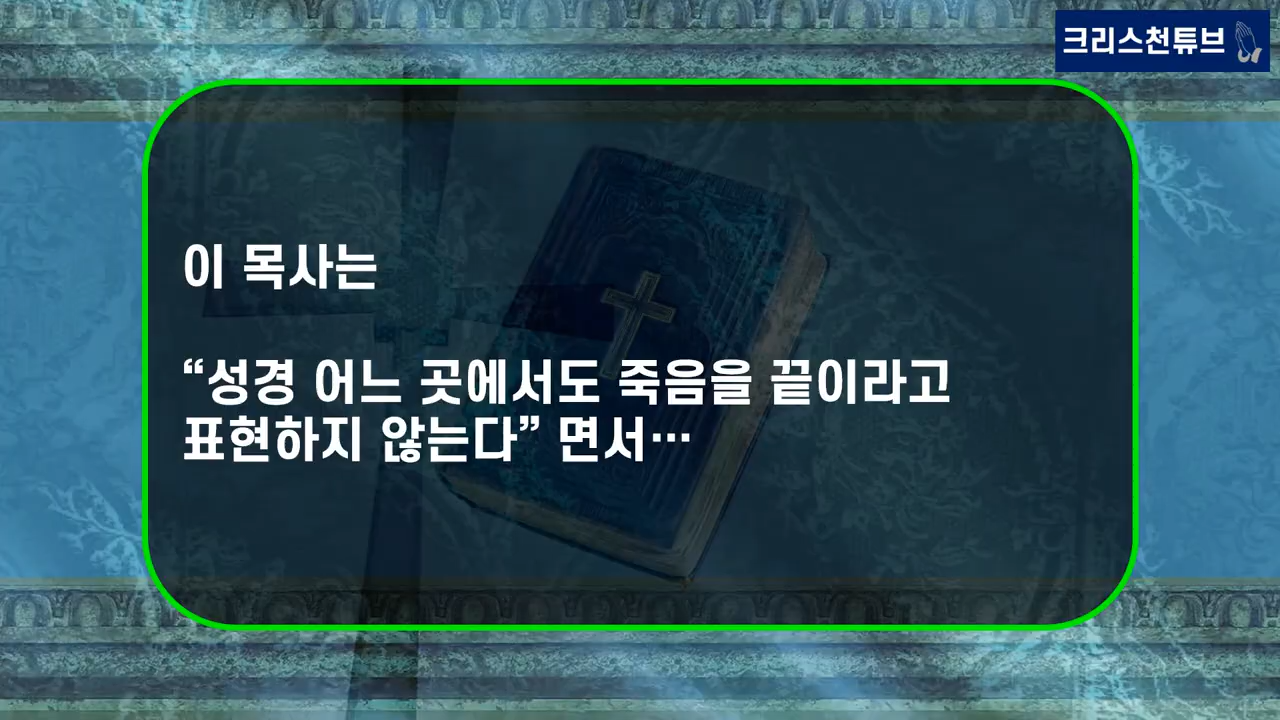 크리스천튜브
이 목사는
“성경 어느 곳에서도 죽음을 끝이라고
표현하지 않는다” 면서…